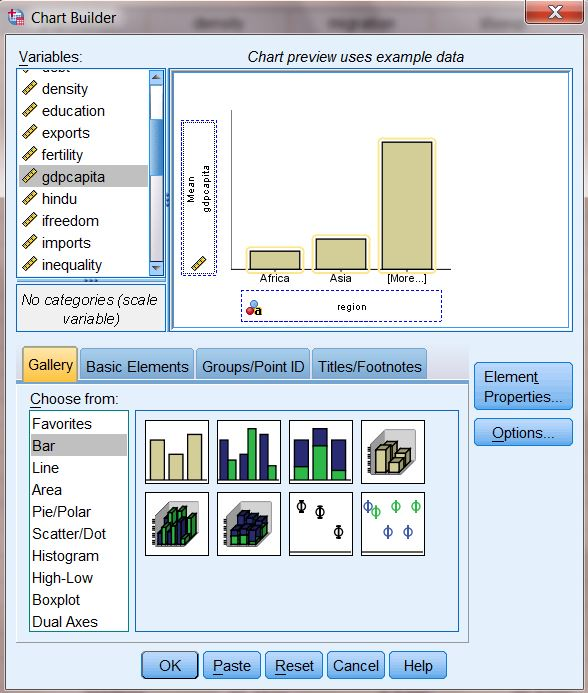 Chart Builder
Variables:
debt
density
education
exports
fertility
gdpcapita
hindu
ifreedom
imports
inequality
No categories (scale
variable)
Chart preview uses example data
Mean
gdpcapita
Africa Asia [More...]
a region
Gallery Basic Elements Groups/Point ID Titles/Footnotes
Choose from:
Favorites
Bar
Line
Area
Pie/Polar
Scatter/Dot
Histogram
High-Low
Boxplot
Dual Axes
Element
Properties...
Options...
OK Paste Reset Cancel Help